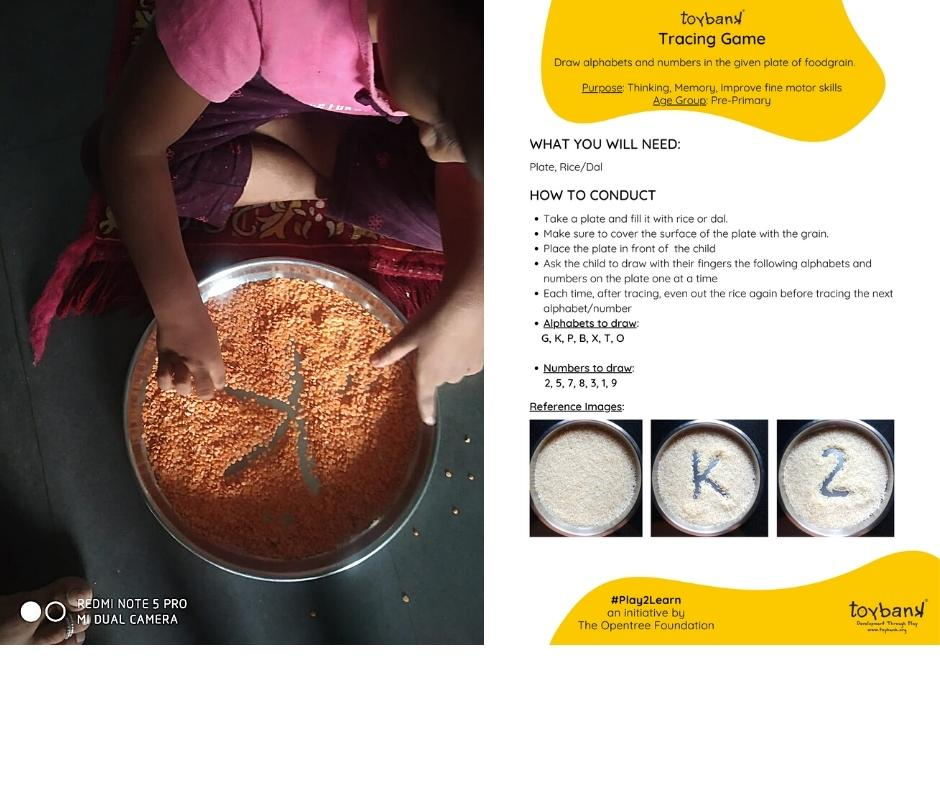 toybank
Tracing Game
Draw alphabets and numbers in the given plate of foodgrain.
Purpose: Thinking, Memory, Improve fine motor skills
Age Group: Pre-Primary
WHAT YOU WILL NEED:
Plate, Rice/Dal
HOW TO CONDUCT
• Take a plate and fill it with rice or dal.
• Make sure to cover the surface of the plate with the grain.
• Place the plate in front of the child
• Ask the child to draw with their fingers the following alphabets and
numbers on the plate one at a time
• Each time, after tracing, even out the rice again before tracing the next
alphabet/number
• Alphabets to draw:
G, K, P, B, X, T, O
• Numbers to draw:
2, 5, 7, 8, 3, 1, 9
Reference Images:
K
2
#Play2Learn
an initiative by
The Opentree Foundation
toybank
Development Through Play
www.toybank.org
REDMI NOTE 5 PRO
MI DUAL CAMERA